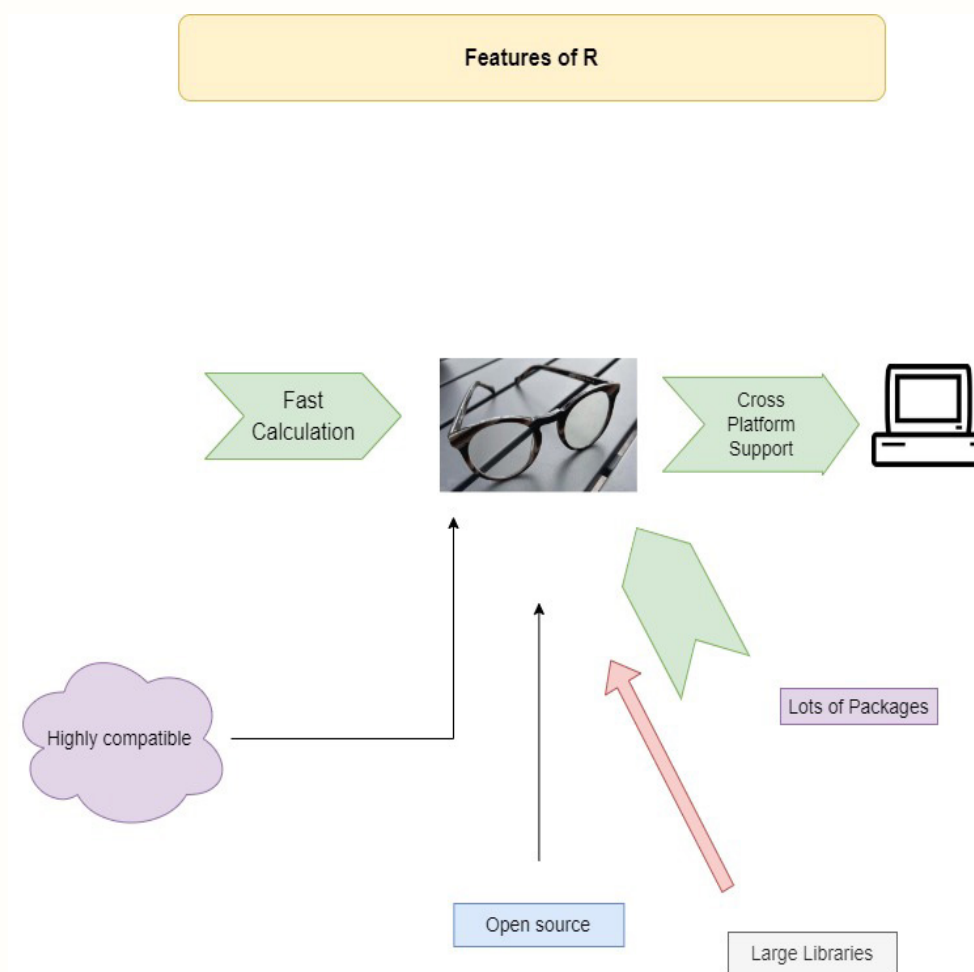 Features of R
Fast
Calculation
Cross
Platform
Support
Highly compatible
Lots of Packages
Open source
Large Libraries